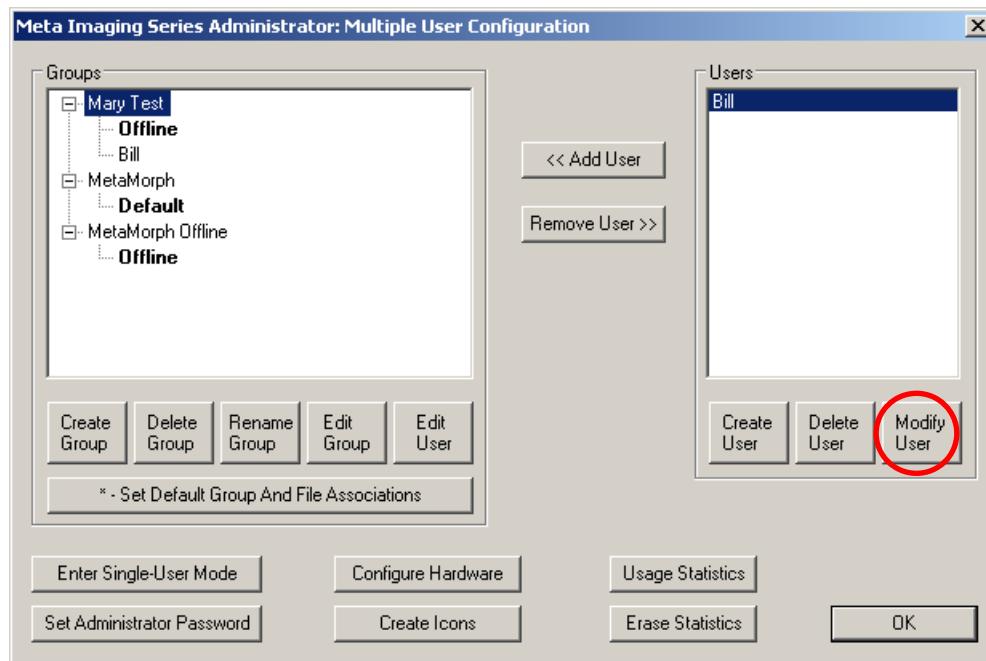 Meta Imaging Series Administrator: Multiple User Configuration
Groups
Mary Test
Offline
Bill
MetaMorph
Default
MetaMorph Offline
Offline
<< Add User
Remove User >>
Users
Bill
Create
Group
Delete
Group
Rename
Group
Edit
Group
Edit
User
* - Set Default Group And File Associations
Create
User
Delete
User
Modify
User
Enter Single-User Mode
Configure Hardware
Usage Statistics
Set Administrator Password
Create Icons
Erase Statistics
OK